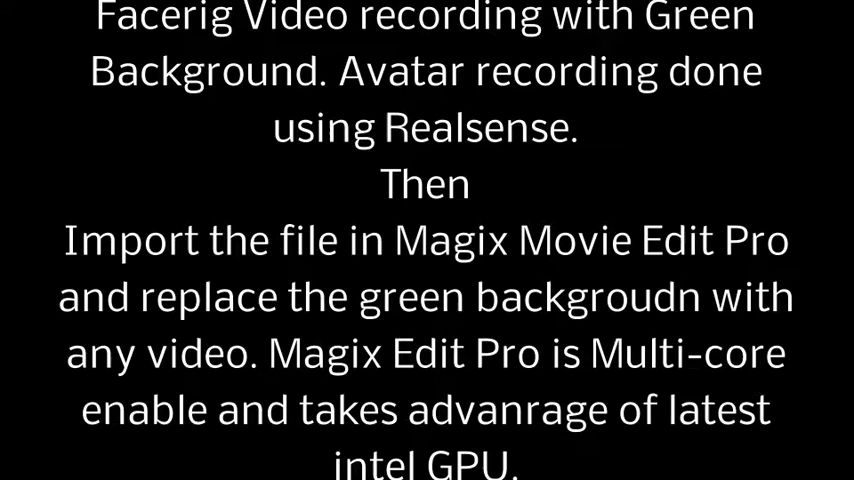 Facerig Video recording with Green
Background. Avatar recording done
using Realsense.
Then
Import the file in Magix Movie Edit Pro
and replace the green backgroudn with
any video. Magix Edit Pro is Multi-core
enable and takes advanrage of latest
intel GPU.